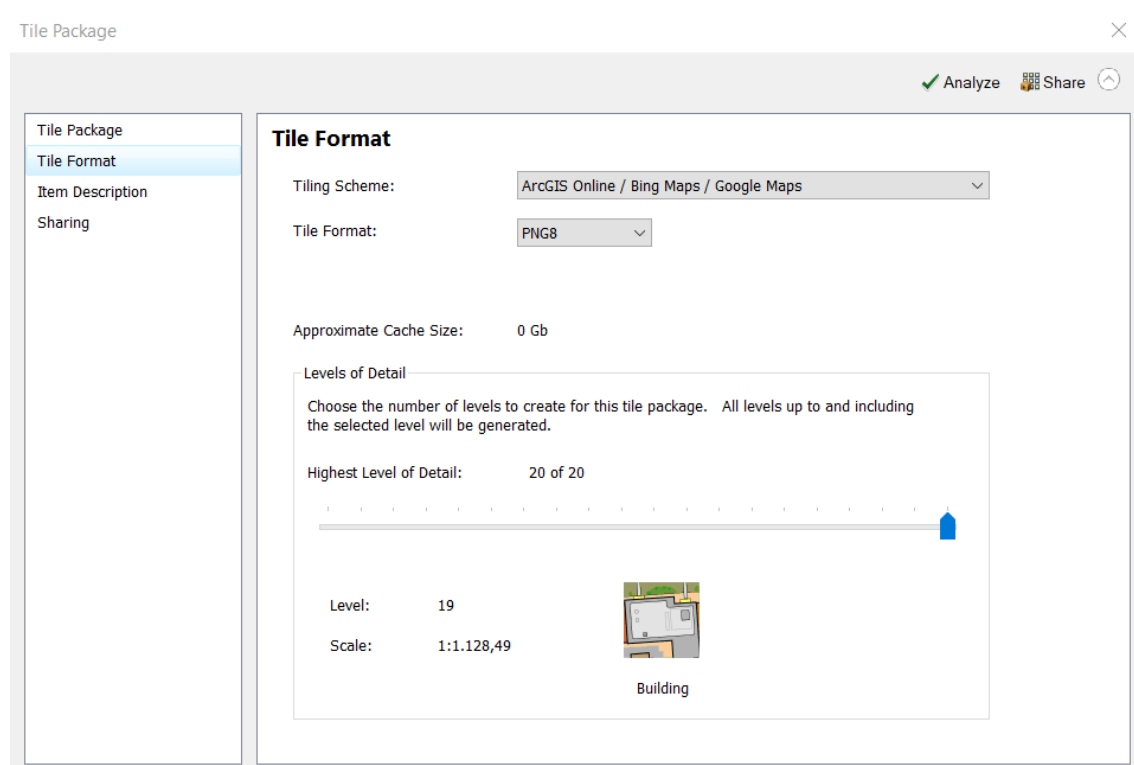 Tile Package
Analyze Share
Tile Package
Tile Format
Item Description
Sharing
Tile Format
Tiling Scheme: ArcGIS Online / Bing Maps / Google Maps
Tile Format: PNG8
Approximate Cache Size: 0 Gb
Levels of Detail
Choose the number of levels to create for this tile package. All levels up to and including
the selected level will be generated.
Highest Level of Detail: 20 of 20
Level: 19
Scale: 1:1.128,49
Building